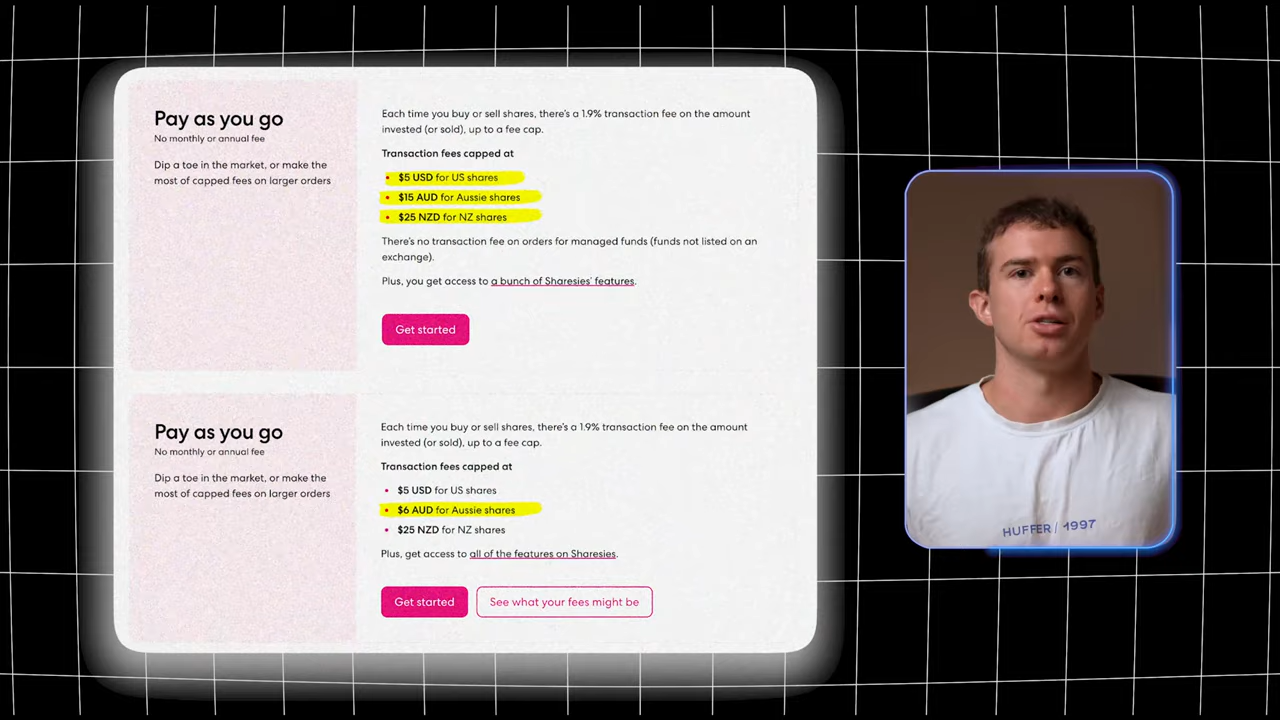 Pay as you go
No monthly or annual fee
Dip a toe in the market, or make the
most of capped fees on larger orders
Each time you buy or sell shares, there's a 1.9% transaction fee on the amount
invested (or sold), up to a fee cap.
Transaction fees capped at
• $5 USD for US shares
• $15 AUD for Aussie shares
• $25 NZD for NZ shares
There's no transaction fee on orders for managed funds (funds not listed on an
exchange).
Plus, you get access to a bunch of Sharesies' features.
Get started
Pay as you go
No monthly or annual fee
Dip a toe in the market, or make the
most of capped fees on larger orders
Each time you buy or sell shares, there's a 1.9% transaction fee on the amount
invested (or sold), up to a fee cap.
Transaction fees capped at
• $5 USD for US shares
• $6 AUD for Aussie shares
• $25 NZD for NZ shares
Plus, get access to all of the features on Sharesies.
Get started
See what your fees might be
HUFFER / 1997